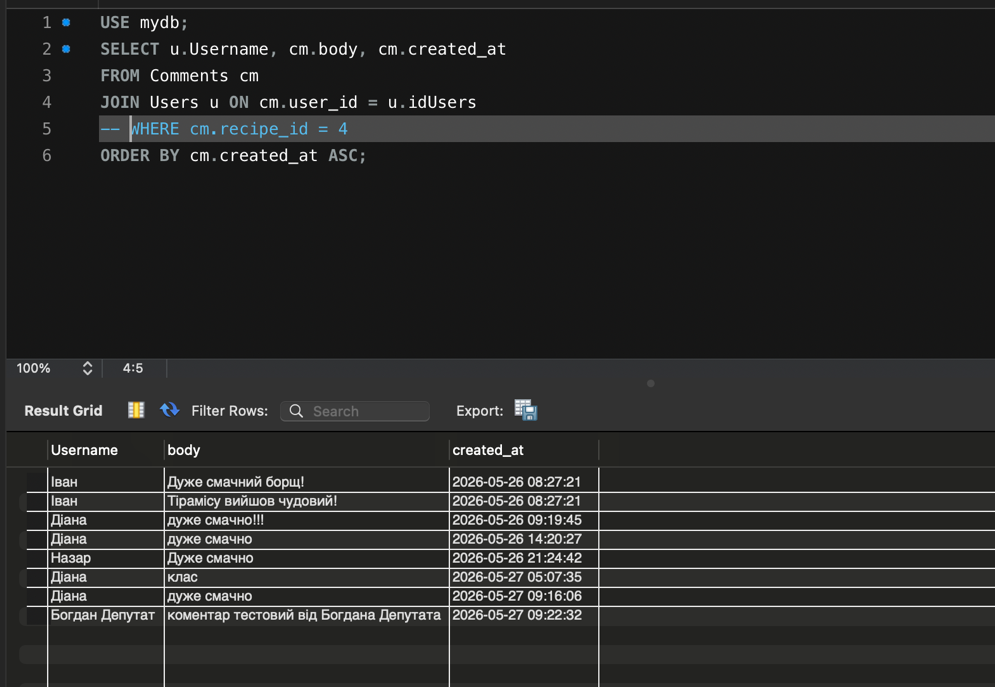 1 USE mydb;
2 SELECT u.Username, cm.body, cm.created_at
3 FROM Comments cm
4 JOIN Users u ON cm.user_id = u.idUsers
5 -- WHERE cm.recipe_id = 4
6 ORDER BY cm.created_at ASC;
100% 4:5
Result Grid Filter Rows: Search Export:
Username body created_at
Іван Дуже смачний борщ! 2026-05-26 08:27:21
Іван Тірамісу вийшов чудовий! 2026-05-26 08:27:21
Діана дуже смачно!!! 2026-05-26 09:19:45
Діана дуже смачно 2026-05-26 14:20:27
Назар Дуже смачно 2026-05-26 21:24:42
Діана клас 2026-05-27 05:07:35
Діана дуже смачно 2026-05-27 09:16:06
Богдан Депутат коментар тестовий від Богдана Депутата 2026-05-27 09:22:32